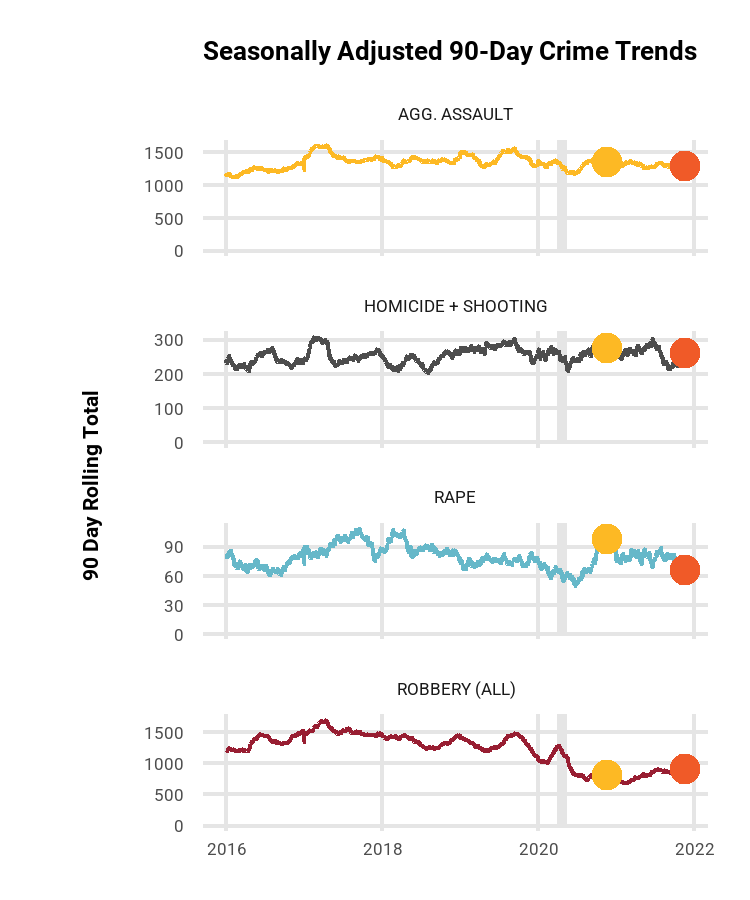 Seasonally Adjusted 90-Day Crime Trends
90 Day Rolling Total
AGG. ASSAULT
1500
1000
500
0
HOMICIDE + SHOOTING
300
200
100
0
RAPE
90
60
30
0
ROBBERY (ALL)
1500
1000
500
0
2016 2018 2020 2022